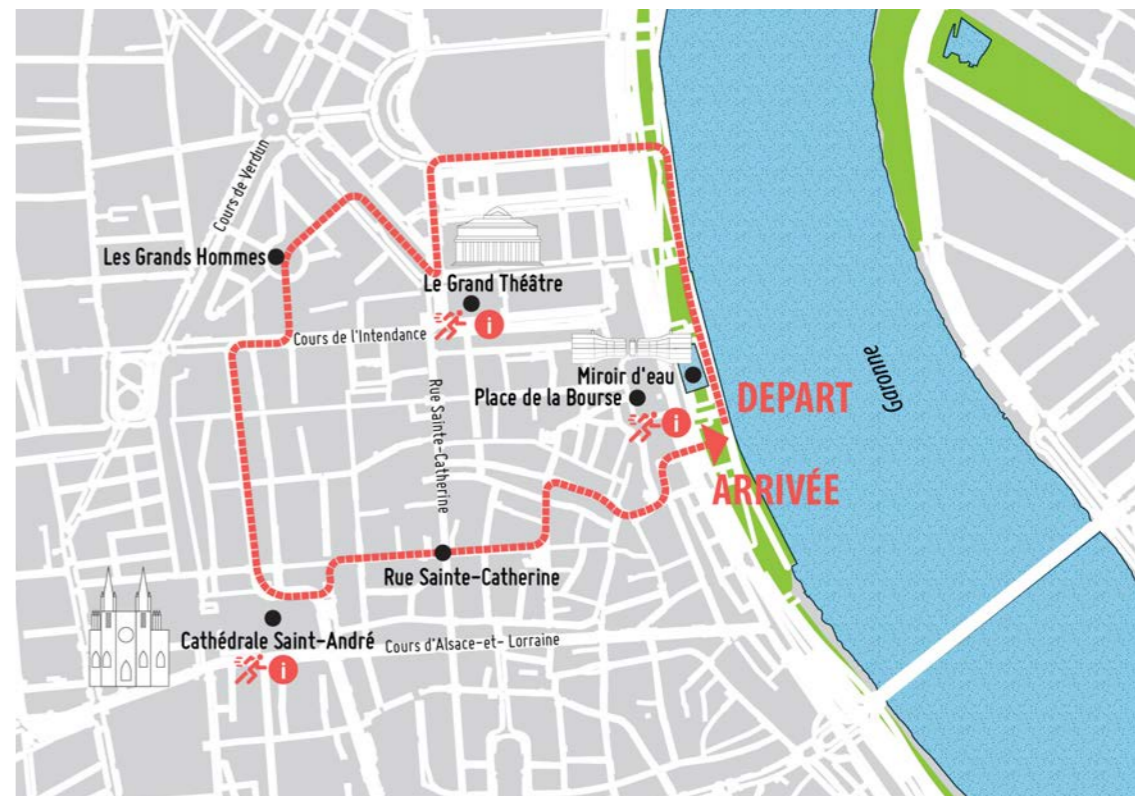 Cours de Verdun
Les Grands Hommes
Le Grand Théâtre
i
Cours de l'Intendance
Miroir d'eau
Place de la Bourse
i
DEPART
Garonne
Rue Sainte-Catherine
ARRIVÉE
Rue Sainte-Catherine
Cathédrale Saint-André
Cours d'Alsace-et- Lorraine
i